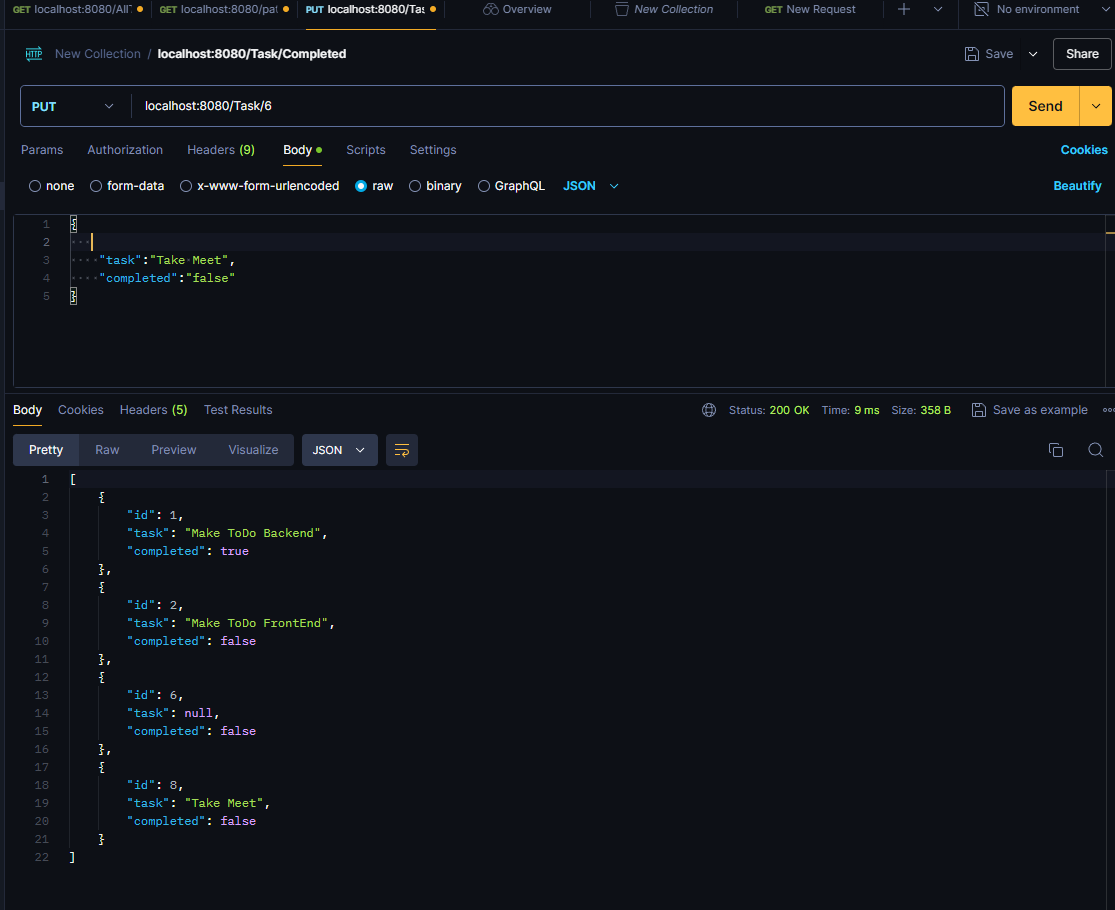 GET localhost:8080/All GET localhost:8080/pat PUT localhost:8080/Tas Overview New Collection GET New Request No environment
HTTP New Collection / localhost:8080/Task/Completed Save Share
PUT localhost:8080/Task/6 Send
Params Authorization Headers (9) Body Scripts Settings Cookies
none form-data x-www-form-urlencoded raw binary GraphQL JSON Beautify
1 {
2
3 "task":"Take Meet",
4 "completed":"false"
5 }
Body Cookies Headers (5) Test Results Status: 200 OK Time: 9 ms Size: 358 B Save as example
Pretty Raw Preview Visualize JSON
1 [
2 {
3 "id": 1,
4 "task": "Make ToDo Backend",
5 "completed": true
6 },
7 {
8 "id": 2,
9 "task": "Make ToDo FrontEnd",
10 "completed": false
11 },
12 {
13 "id": 6,
14 "task": null,
15 "completed": false
16 },
17 {
18 "id": 8,
19 "task": "Take Meet",
20 "completed": false
21 }
22 ]